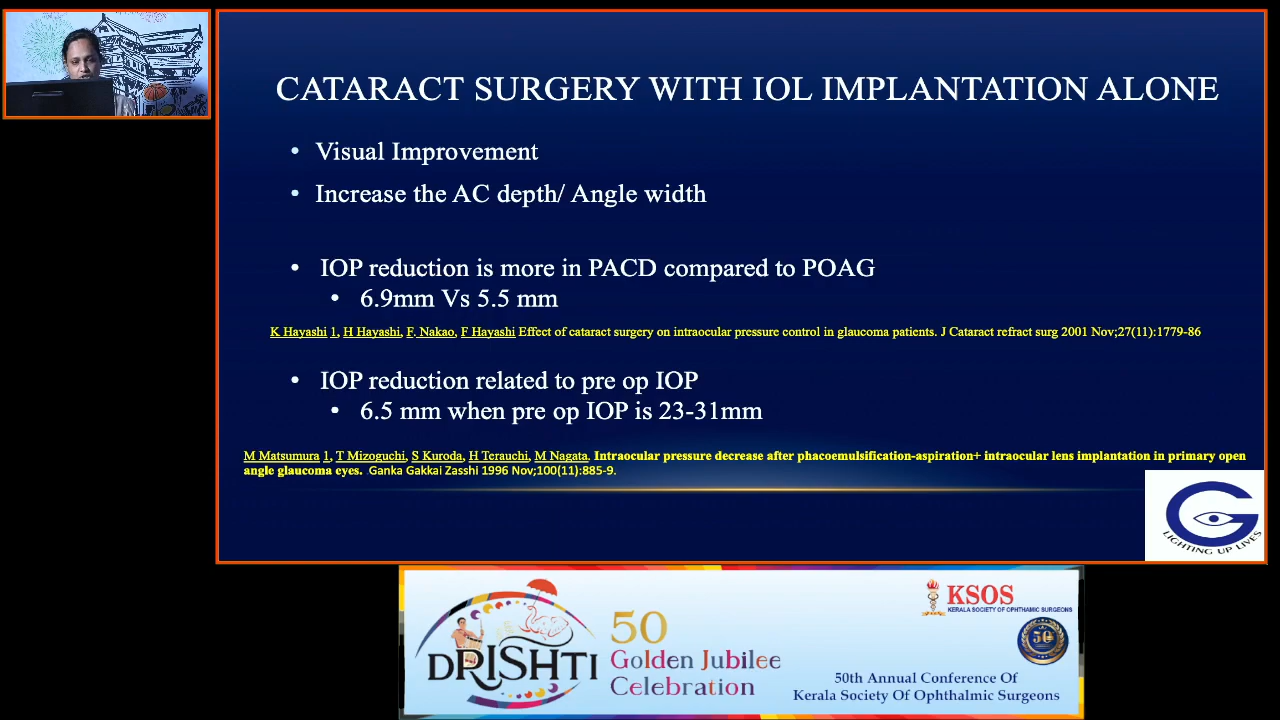 CATARACT SURGERY WITH IOL IMPLANTATION ALONE
• Visual Improvement
• Increase the AC depth/ Angle width
• IOP reduction is more in PACD compared to POAG
• 6.9mm Vs 5.5 mm
K Hayashi 1, H Hayashi, F. Nakao, F Hayashi Effect of cataract surgery on intraocular pressure control in glaucoma patients. J Cataract refract surg 2001 Nov;27(11):1779-86
• IOP reduction related to pre op IOP
• 6.5 mm when pre op IOP is 23-31mm
M Matsumura 1, T Mizoguchi, S Kuroda, H Terauchi, M Nagata. Intraocular pressure decrease after phacoemulsification-aspiration+ intraocular lens implantation in primary open
angle glaucoma eyes. Ganka Gakkai Zasshi 1996 Nov;100(11):885-9.
G
LIGHTING UP LIVES
DRISHTI
50
Golden Jubilee
Celebration
KSOS
KERALA SOCIETY OF OPHTHAMIC SURGEONS
50
50th Annual Conference Of
Kerala Society Of Ophthalmic Surgeons